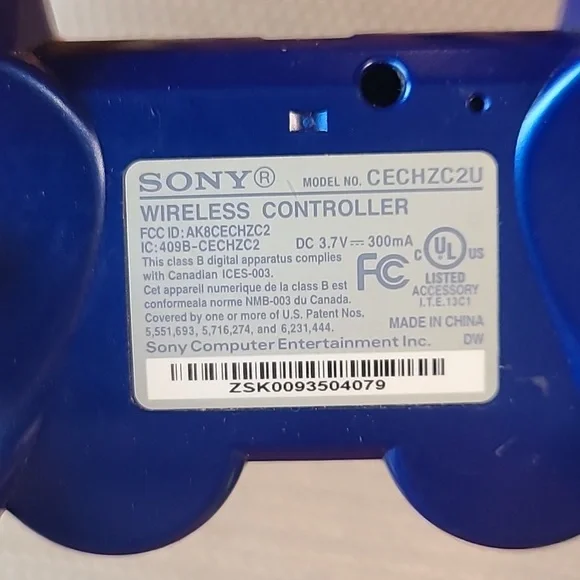 SONY® MODEL NO. CECHZC2U
WIRELESS CONTROLLER
FCC ID: AK8CECHZC2
IC: 409B-CECHZC2 DC 3.7V⎓300mA
This class B digital apparatus complies
with Canadian ICES-003.
Cet appareil numerique de la class B est
conformeala norme NMB-003 du Canada.
Covered by one or more of U.S. Patent Nos.
5,551,693, 5,716,274, and 6,231,444.
FC
C UL US
LISTED
ACCESSORY
I.T.E.13C1
MADE IN CHINA
Sony Computer Entertainment Inc. DW
ZSK0093504079